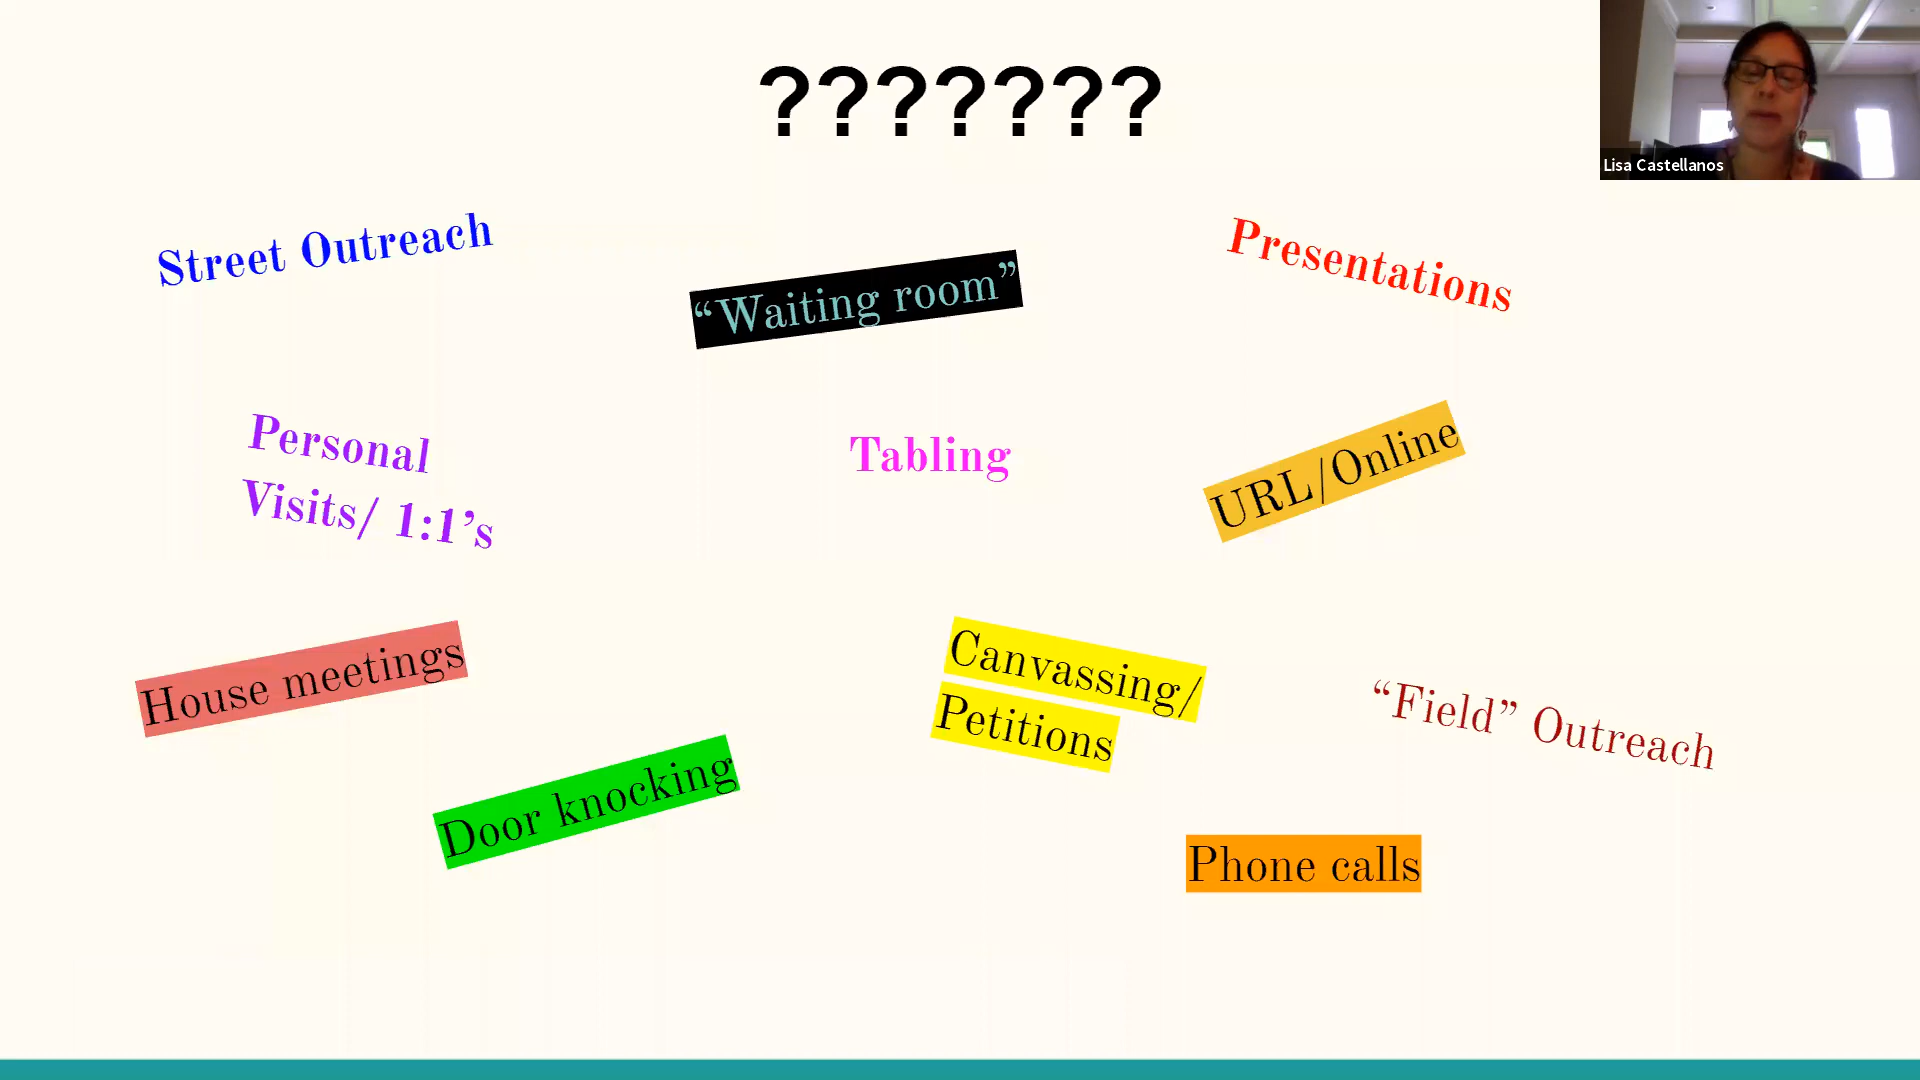 ???????
Lisa Castellanos
Street Outreach
“Waiting room”
Presentations
Personal
Visits/ 1:1’s
Tabling
URL/Online
House meetings
Canvassing/
Petitions
“Field” Outreach
Door knocking
Phone calls